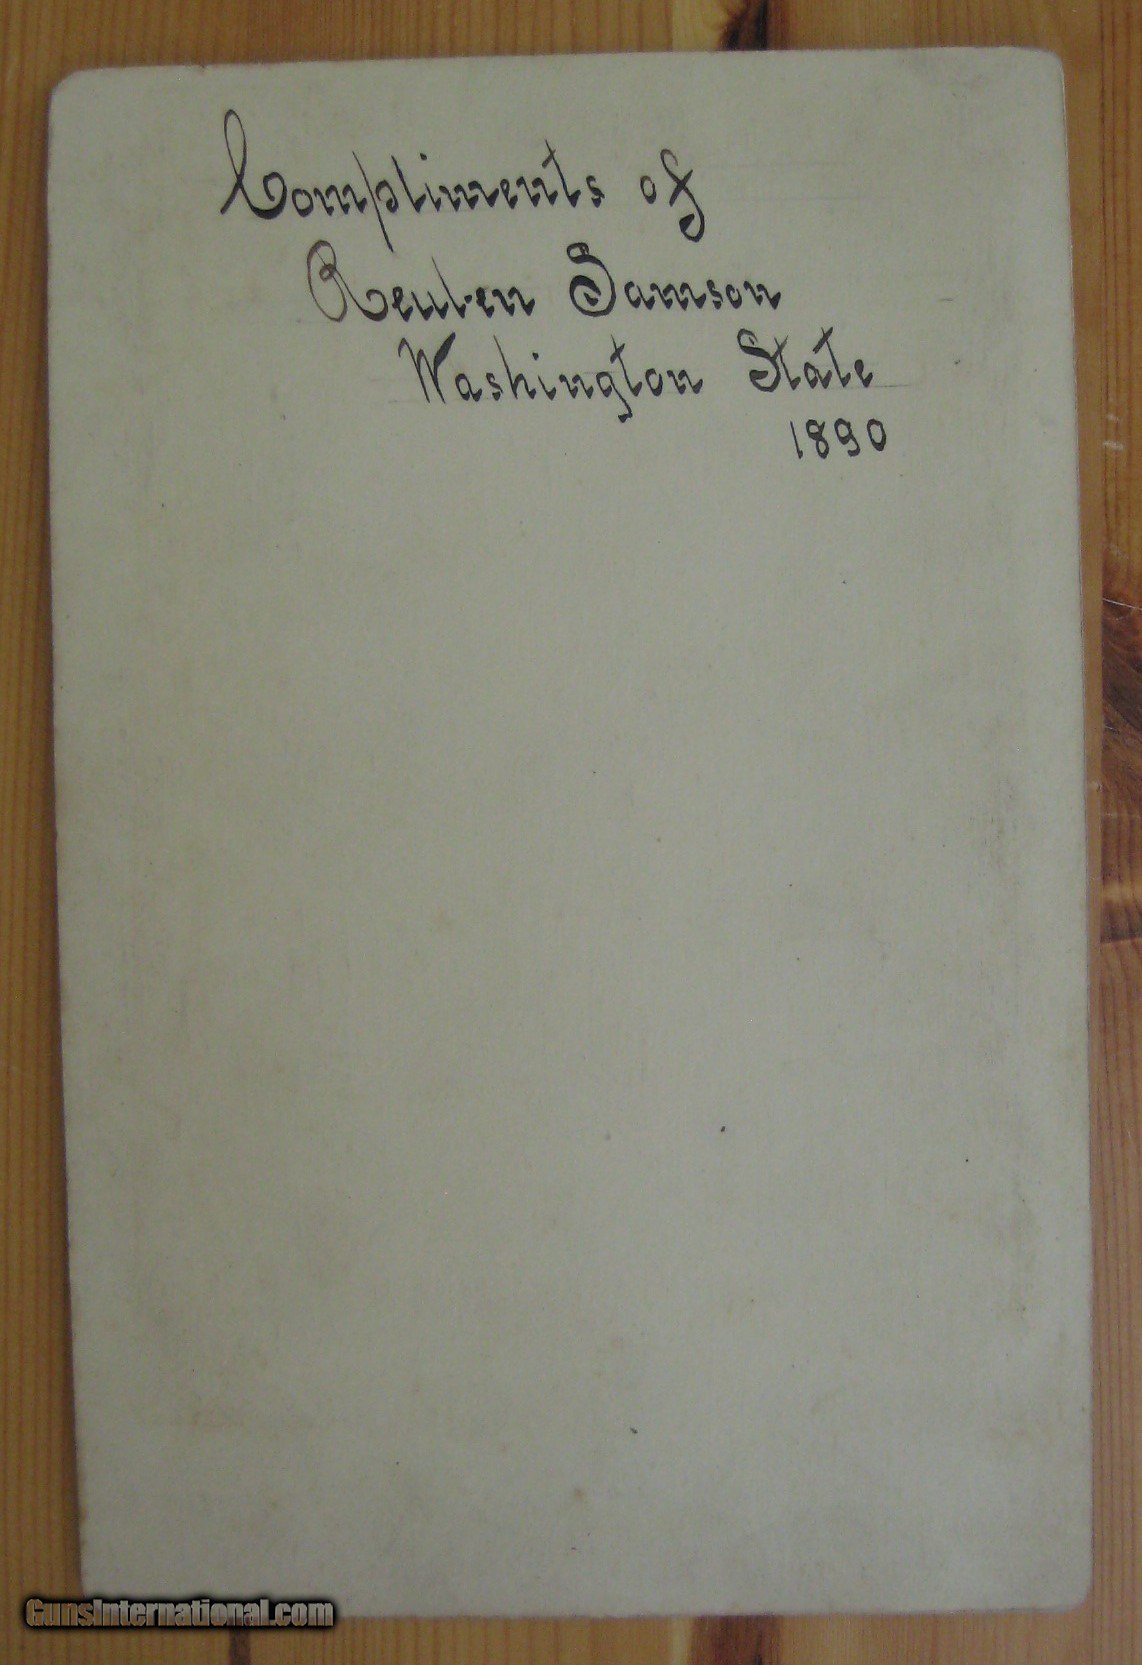 Compliments of
Reuben Samson
Washington State
1890
GunsInternational.com